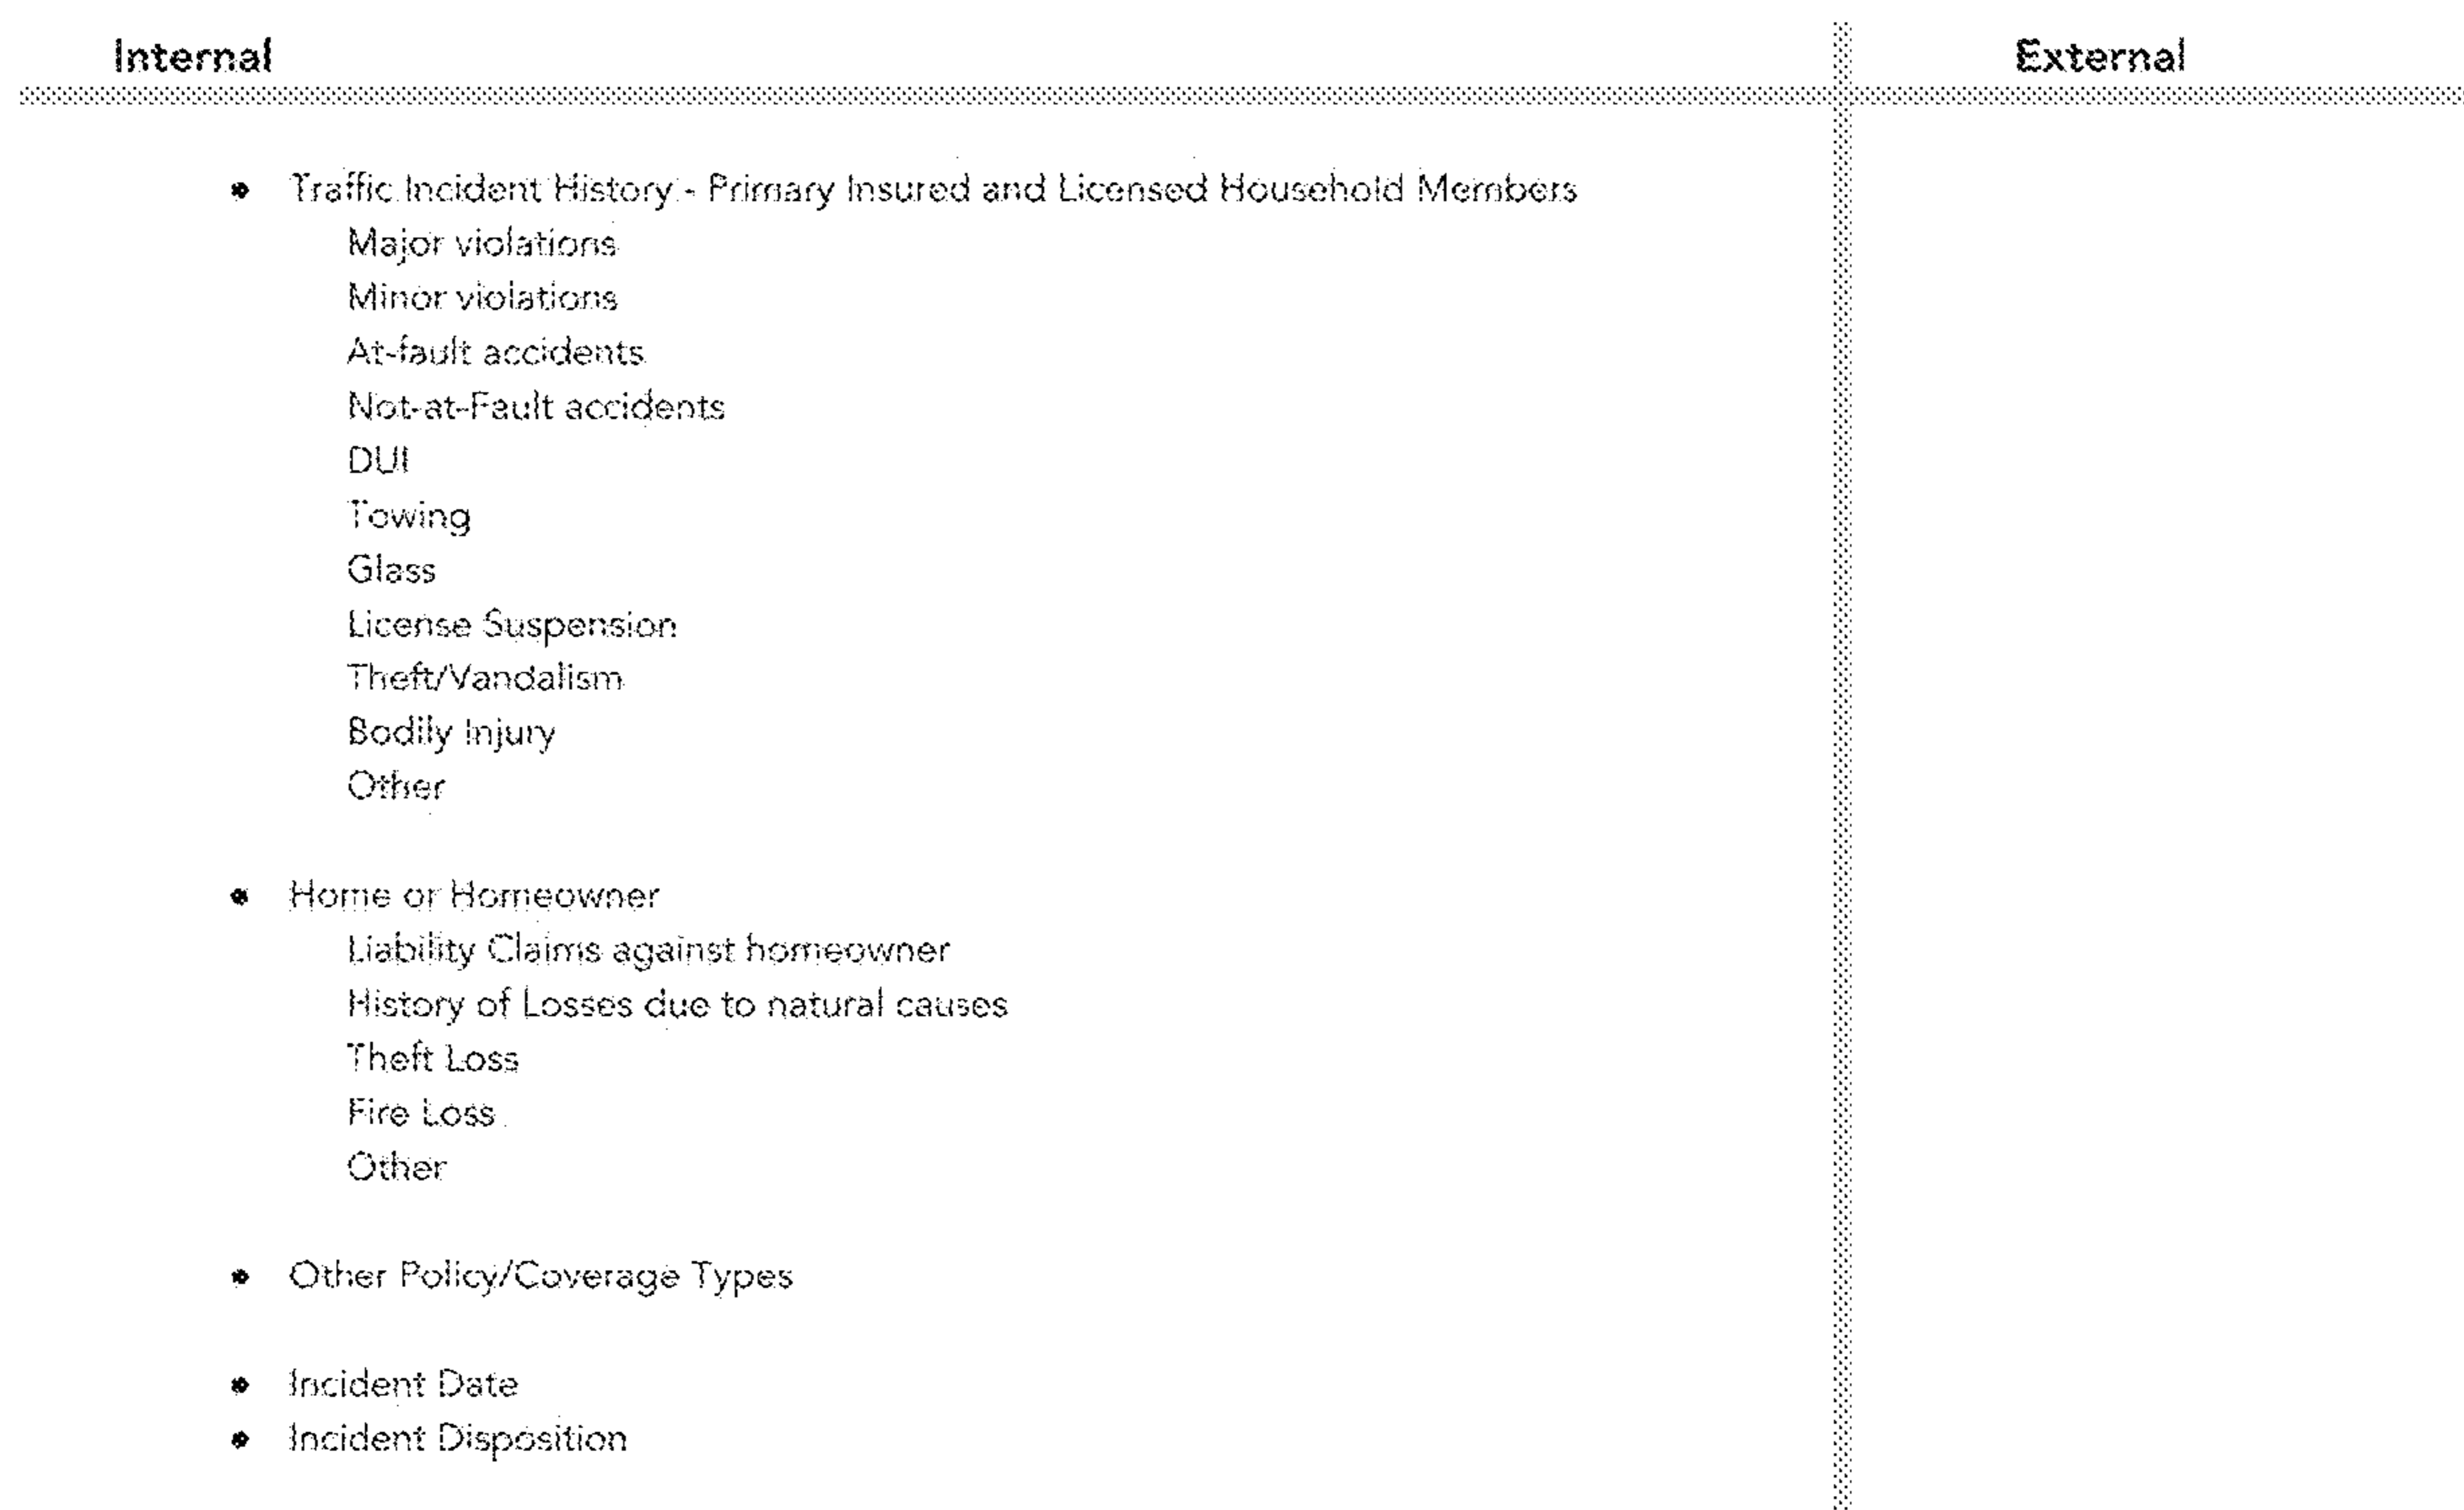 Internal External
• Traffic Incident History - Primary Insured and Licensed Household Members
Major violations
Minor violations
At-fault accidents
Not-at-Fault accidents
DUI
Towing
Glass
License Suspension
Theft/Vandalism
Bodily Injury
Other
• Home or Homeowner
Liability Claims against homeowner
History of Losses due to natural causes
Theft Loss
Fire Loss
Other
• Other Policy/Coverage Types
• Incident Date
• Incident Disposition